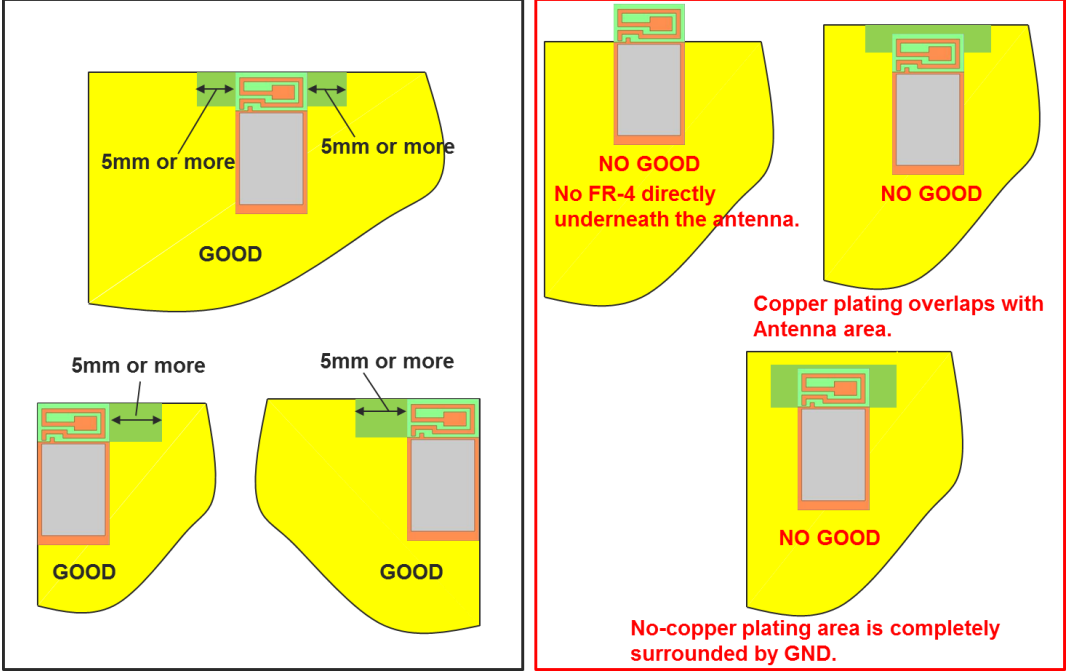 5mm or more
5mm or more
GOOD
5mm or more
5mm or more
GOOD
GOOD
NO GOOD
No FR-4 directly
underneath the antenna.
NO GOOD
Copper plating overlaps with
Antenna area.
NO GOOD
No-copper plating area is completely
surrounded by GND.